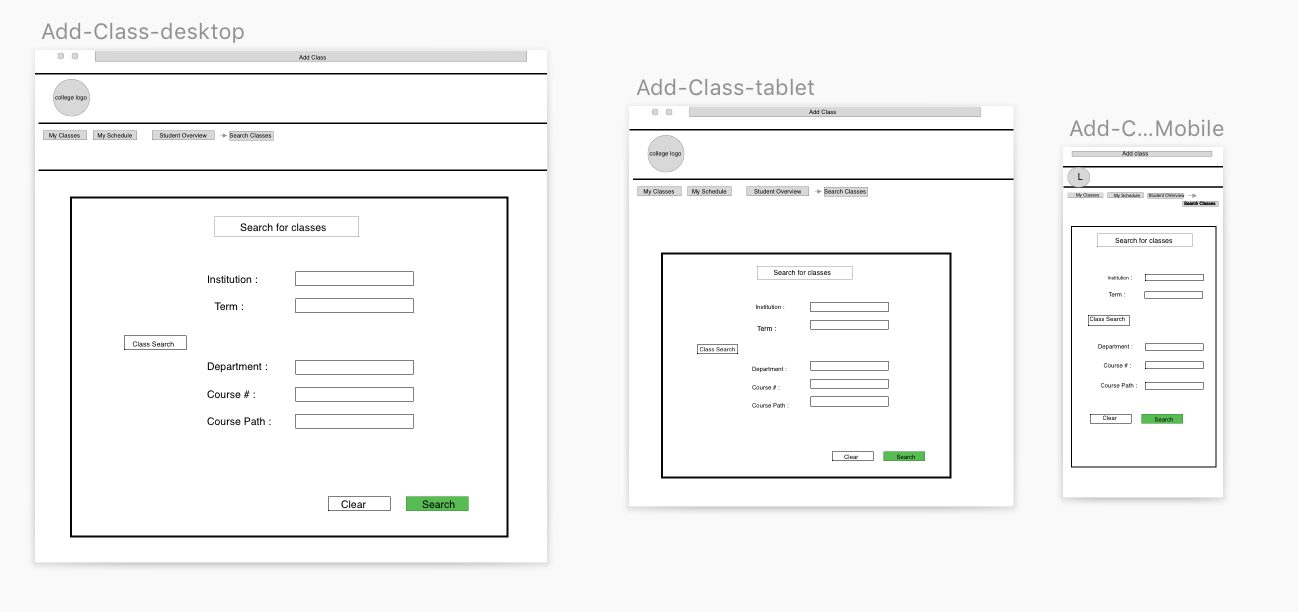 Add-Class-desktop
Add Class
college logo
My Classes My Schedule Student Overview Search Classes
Search for classes
Institution :
Term :
Class Search
Department :
Course # :
Course Path :
Clear Search
Add-Class-tablet
Add Class
college logo
My Classes My Schedule Student Overview Search Classes
Search for classes
Institution :
Term :
Class Search
Department :
Course # :
Course Path :
Clear Search
Add-C...Mobile
Add class
L
My Classes My Schedule Student Overview
Search Classes
Search for classes
Institution :
Term :
Class Search
Department :
Course # :
Course Path :
Clear Search